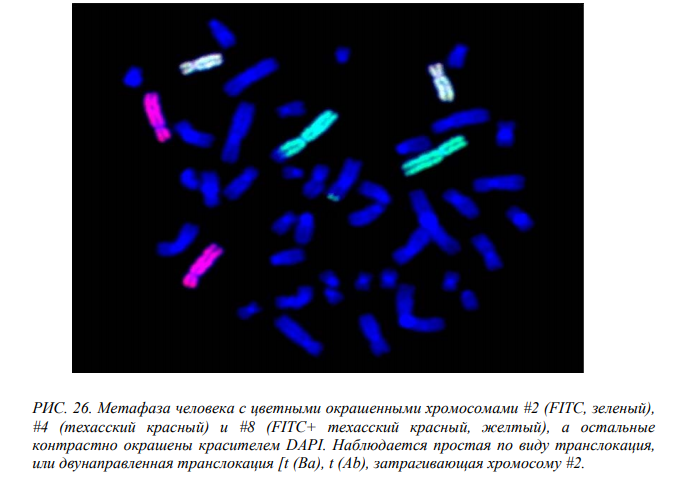 РИС. 26. Метафаза человека с цветными окрашенными хромосомами #2 (FITC, зеленый),
#4 (техасский красный) и #8 (FITC+ техасский красный, желтый), а остальные
контрастно окрашены красителем DAPI. Наблюдается простая по виду транслокация,
или двунаправленная транслокация [t (Ba), t (Ab), затрагивающая хромосому #2.